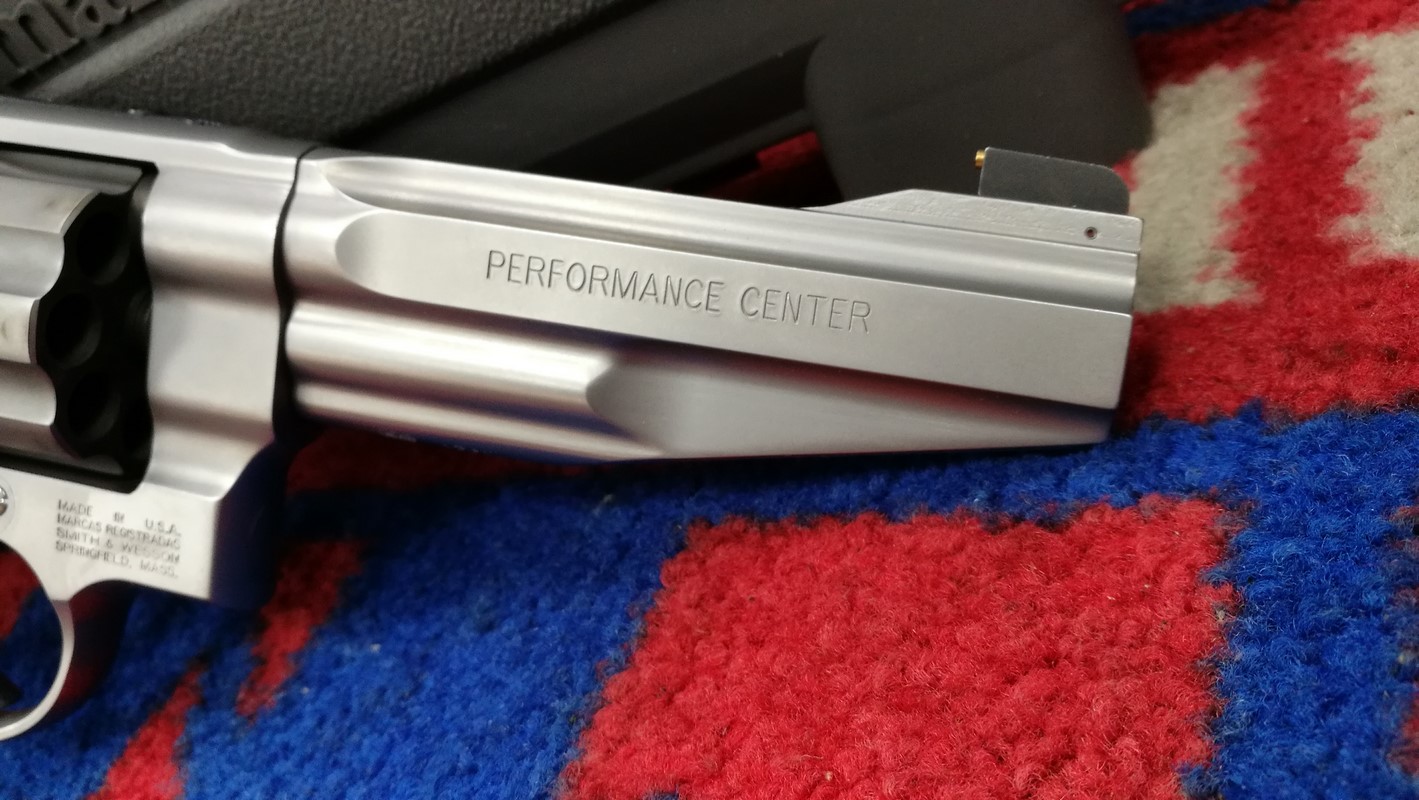 PERFORMANCE CENTER
MADE IN U.S.A.
MARCAS REGISTRADAS
SMITH & WESSON
SPRINGFIELD, MASS.